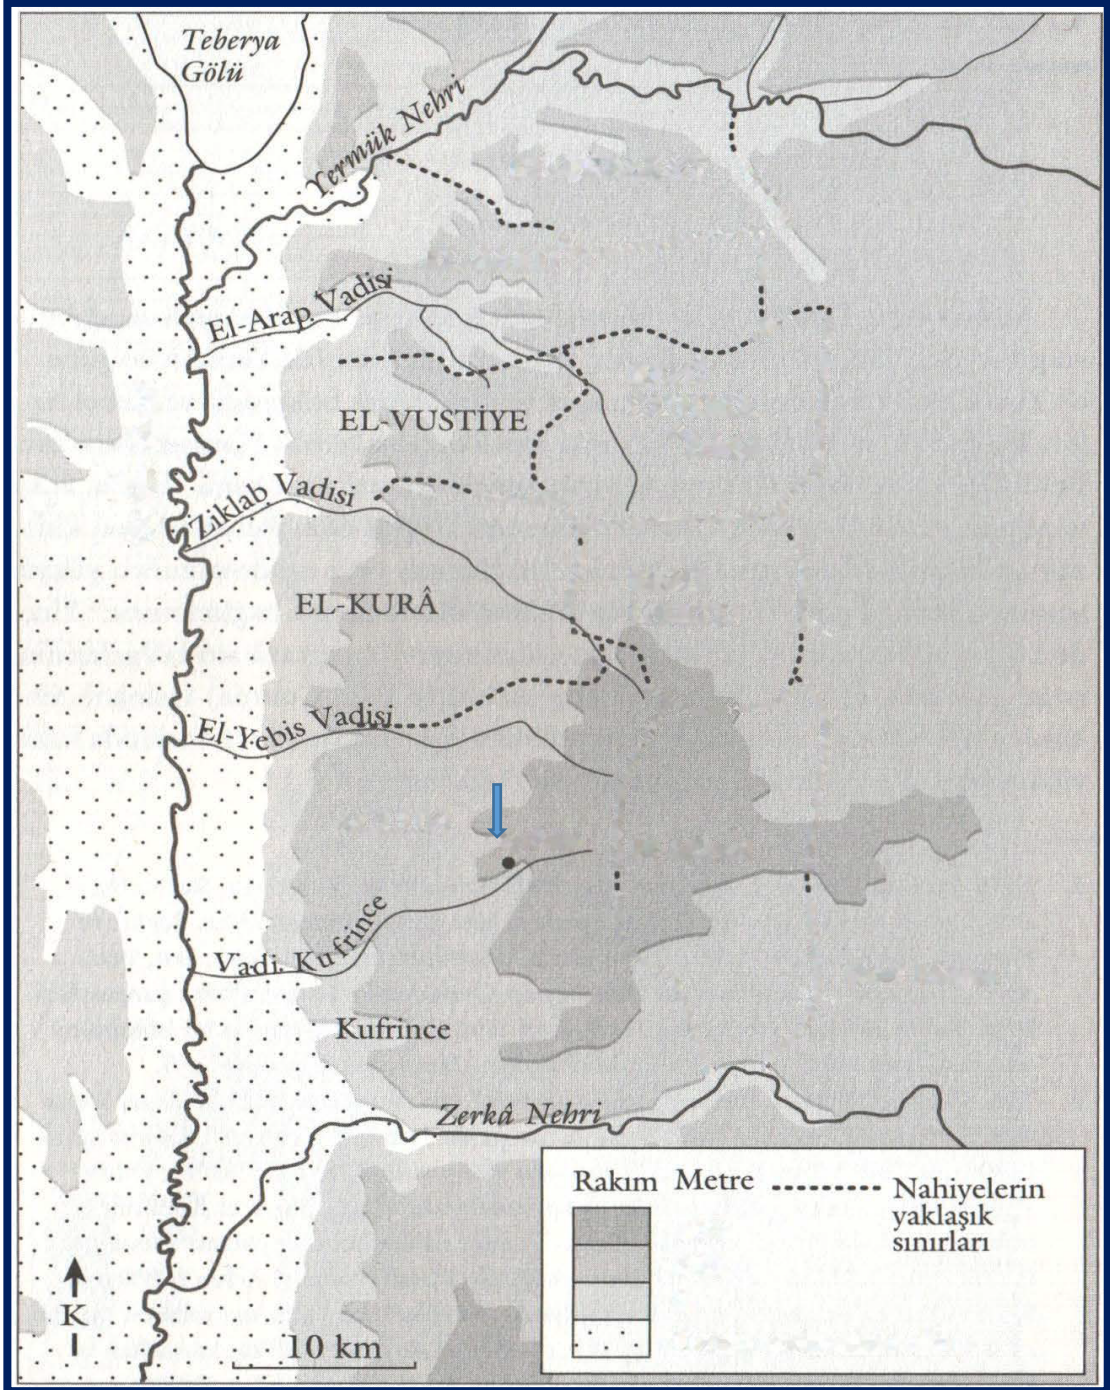 Teberya
Gölü
Yermük Nehri
El-Arap Vadisi
EL-VUSTİYE
Ziklab Vadisi
EL-KURÂ
El-Yebis Vadisi
Vadi Kufrince
Kufrince
Zerkâ Nehri
Rakım Metre
Nahiyelerin
yaklaşık
sınırları
K
10 km